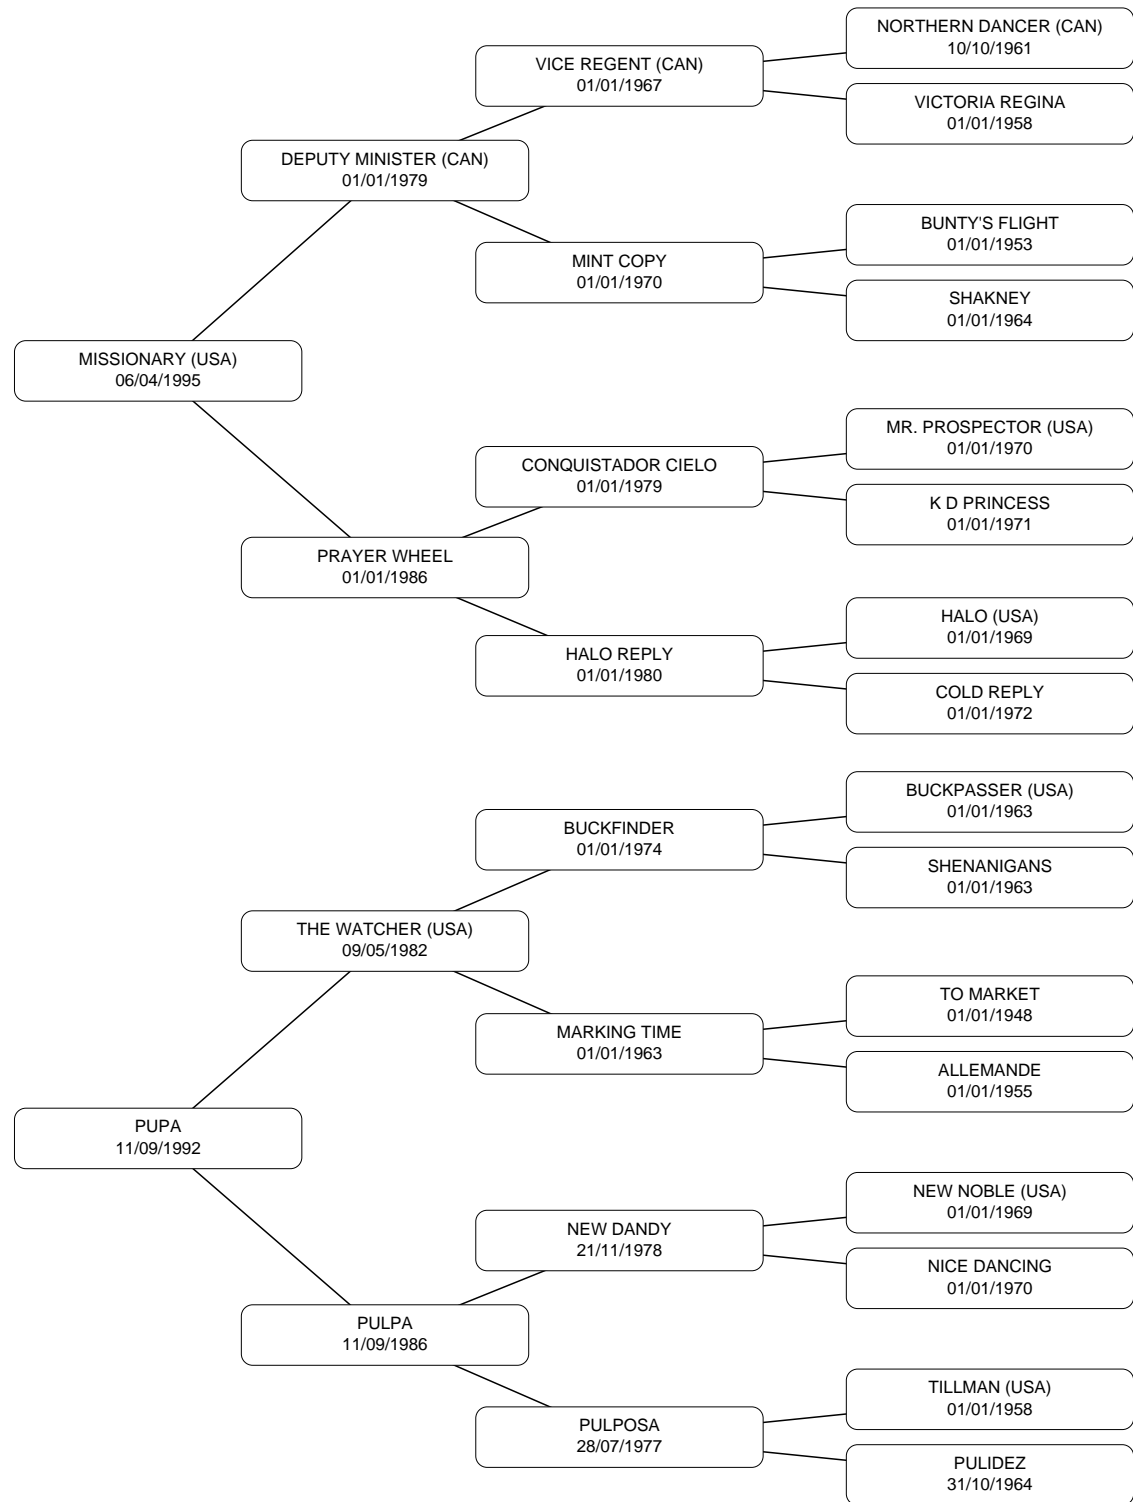 NORTHERN DANCER (CAN)
10/10/1961
VICE REGENT (CAN)
01/01/1967
VICTORIA REGINA
01/01/1958
DEPUTY MINISTER (CAN)
01/01/1979
BUNTY'S FLIGHT
01/01/1953
MINT COPY
01/01/1970
SHAKNEY
01/01/1964
MISSIONARY (USA)
06/04/1995
MR. PROSPECTOR (USA)
01/01/1970
CONQUISTADOR CIELO
01/01/1979
K D PRINCESS
01/01/1971
PRAYER WHEEL
01/01/1986
HALO (USA)
01/01/1969
HALO REPLY
01/01/1980
COLD REPLY
01/01/1972
BUCKPASSER (USA)
01/01/1963
BUCKFINDER
01/01/1974
SHENANIGANS
01/01/1963
THE WATCHER (USA)
09/05/1982
TO MARKET
01/01/1948
MARKING TIME
01/01/1963
ALLEMANDE
01/01/1955
PUPA
11/09/1992
NEW NOBLE (USA)
01/01/1969
NEW DANDY
21/11/1978
NICE DANCING
01/01/1970
PULPA
11/09/1986
TILLMAN (USA)
01/01/1958
PULPOSA
28/07/1977
PULIDEZ
31/10/1964